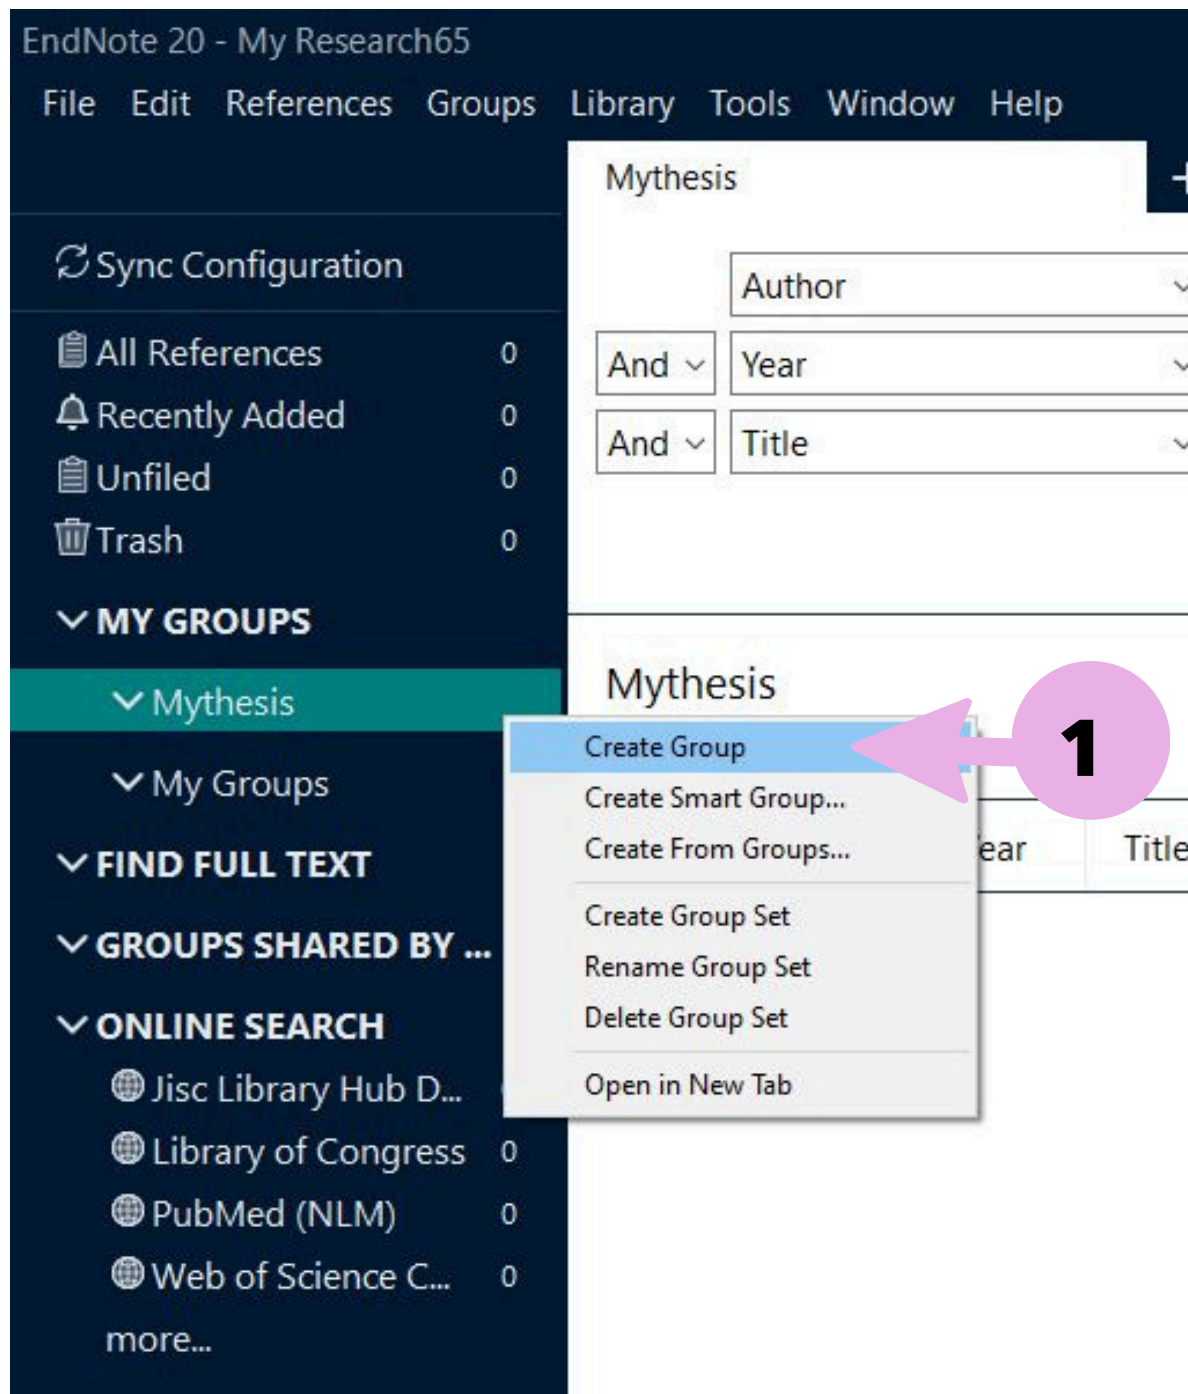 EndNote 20 - My Research65
File Edit References Groups Library Tools Window Help
Mythesis
Sync Configuration
All References 0
Recently Added 0
Unfiled 0
Trash 0
MY GROUPS
Mythesis
My Groups
FIND FULL TEXT
GROUPS SHARED BY ...
ONLINE SEARCH
Jisc Library Hub D...
Library of Congress 0
PubMed (NLM) 0
Web of Science C... 0
more...
Author
And Year
And Title
Mythesis
Create Group
1
Create Smart Group...
Create From Groups...
Create Group Set
Rename Group Set
Delete Group Set
Open in New Tab
ear Title